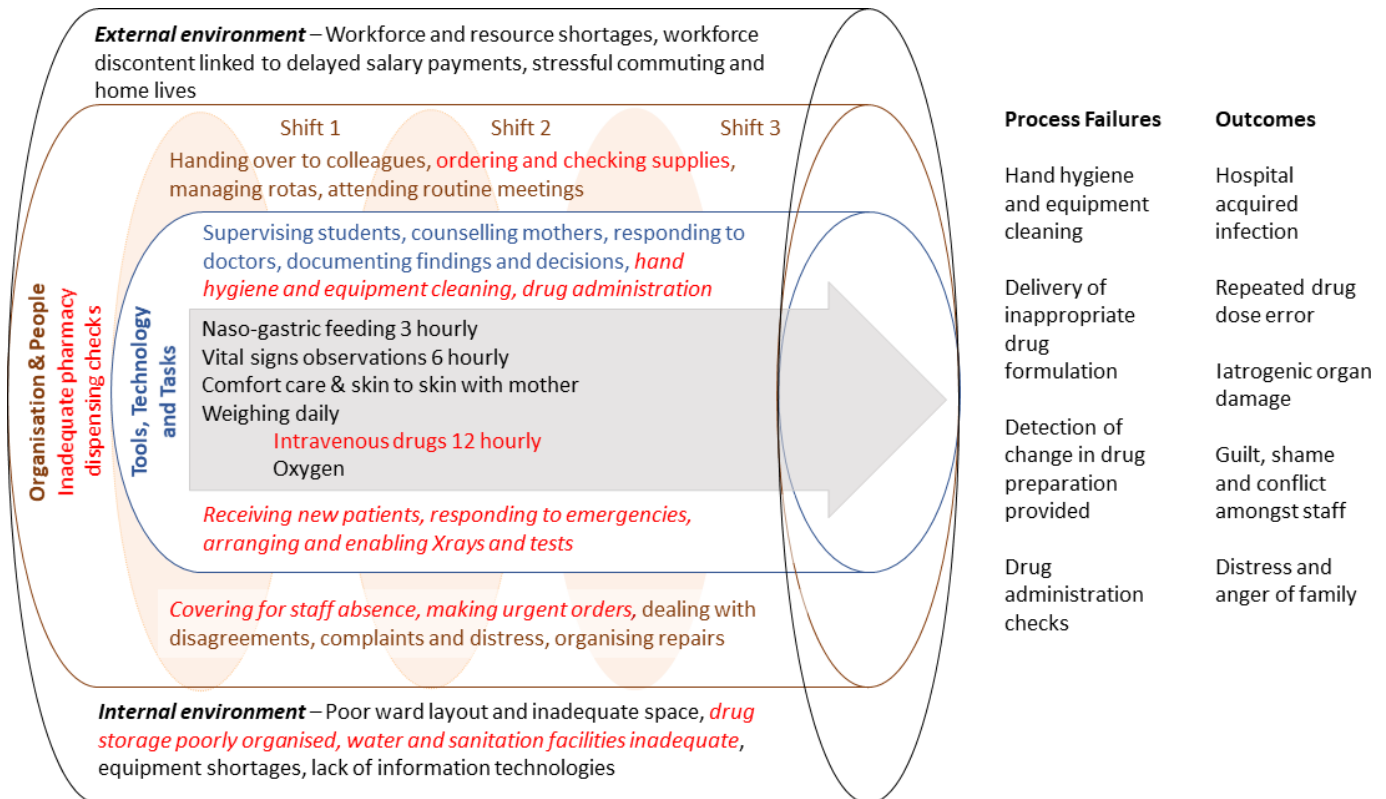 External environment – Workforce and resource shortages, workforce
discontent linked to delayed salary payments, stressful commuting and
home lives
Shift 1
Shift 2
Shift 3
Handing over to colleagues, ordering and checking supplies,
managing rotas, attending routine meetings
Organisation & People
Inadequate pharmacy
dispensing checks
Tools, Technology
and Tasks
Supervising students, counselling mothers, responding to
doctors, documenting findings and decisions, hand
hygiene and equipment cleaning, drug administration
Naso-gastric feeding 3 hourly
Vital signs observations 6 hourly
Comfort care & skin to skin with mother
Weighing daily
Intravenous drugs 12 hourly
Oxygen
Receiving new patients, responding to emergencies,
arranging and enabling Xrays and tests
Covering for staff absence, making urgent orders, dealing with
disagreements, complaints and distress, organising repairs
Internal environment – Poor ward layout and inadequate space, drug
storage poorly organised, water and sanitation facilities inadequate,
equipment shortages, lack of information technologies
Process Failures
Hand hygiene
and equipment
cleaning
Delivery of
inappropriate
drug
formulation
Detection of
change in drug
preparation
provided
Drug
administration
checks
Outcomes
Hospital
acquired
infection
Repeated drug
dose error
Iatrogenic organ
damage
Guilt, shame
and conflict
amongst staff
Distress and
anger of family